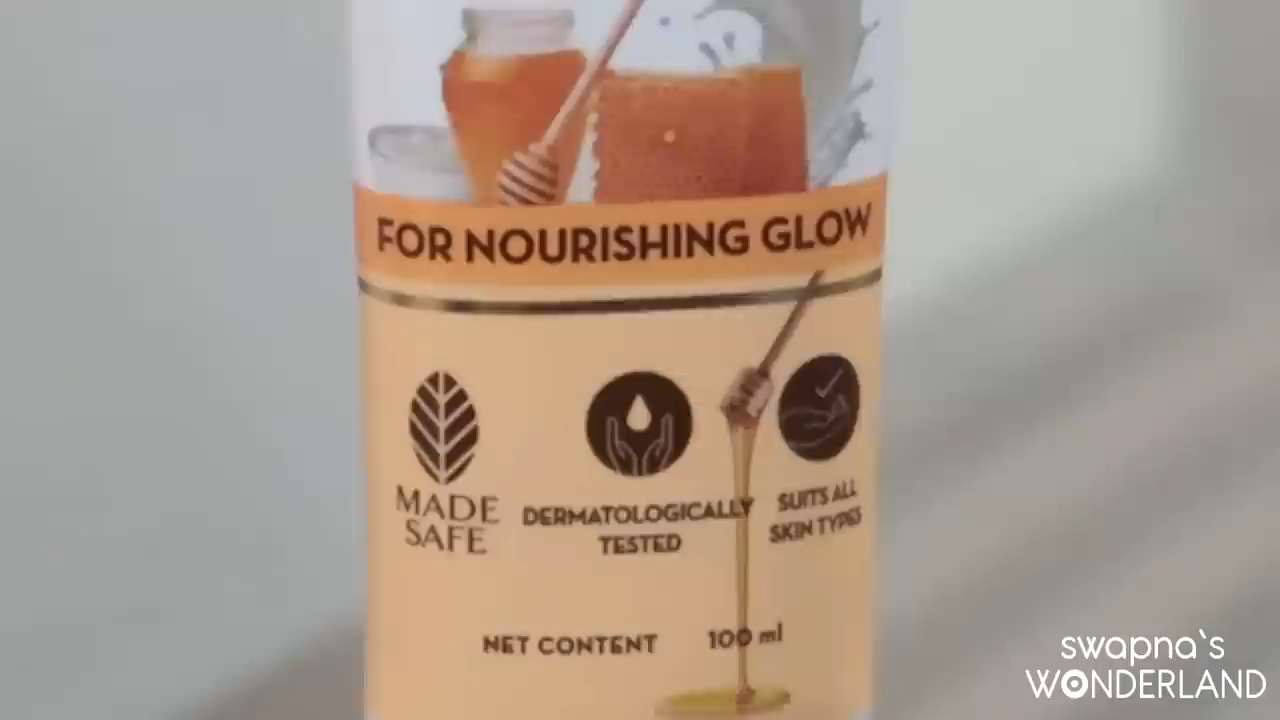 FOR NOURISHING GLOW
MADE
SAFE
DERMATOLOGICALLY
TESTED
SUITS ALL
SKIN TYPES
NET CONTENT 100 ml
swapna's
WONDERLAND